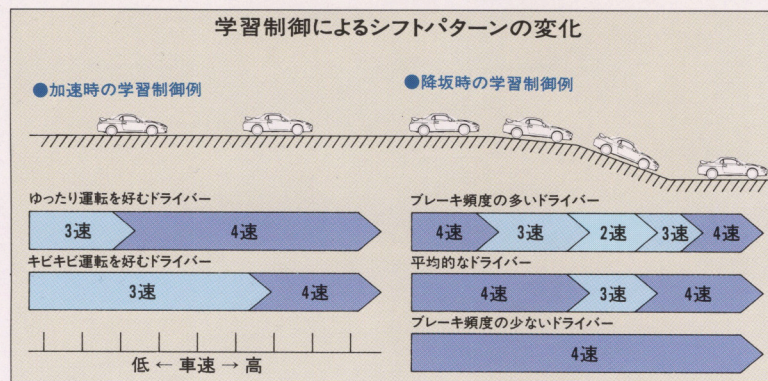 学習制御によるシフトパターンの変化
●加速時の学習制御例
ゆったり運転を好むドライバー
3速 4速
キビキビ運転を好むドライバー
3速 4速
低 ← 車速 → 高
●降坂時の学習制御例
ブレーキ頻度の多いドライバー
4速 3速 2速 3速 4速
平均的なドライバー
4速 3速 4速
ブレーキ頻度の少ないドライバー
4速